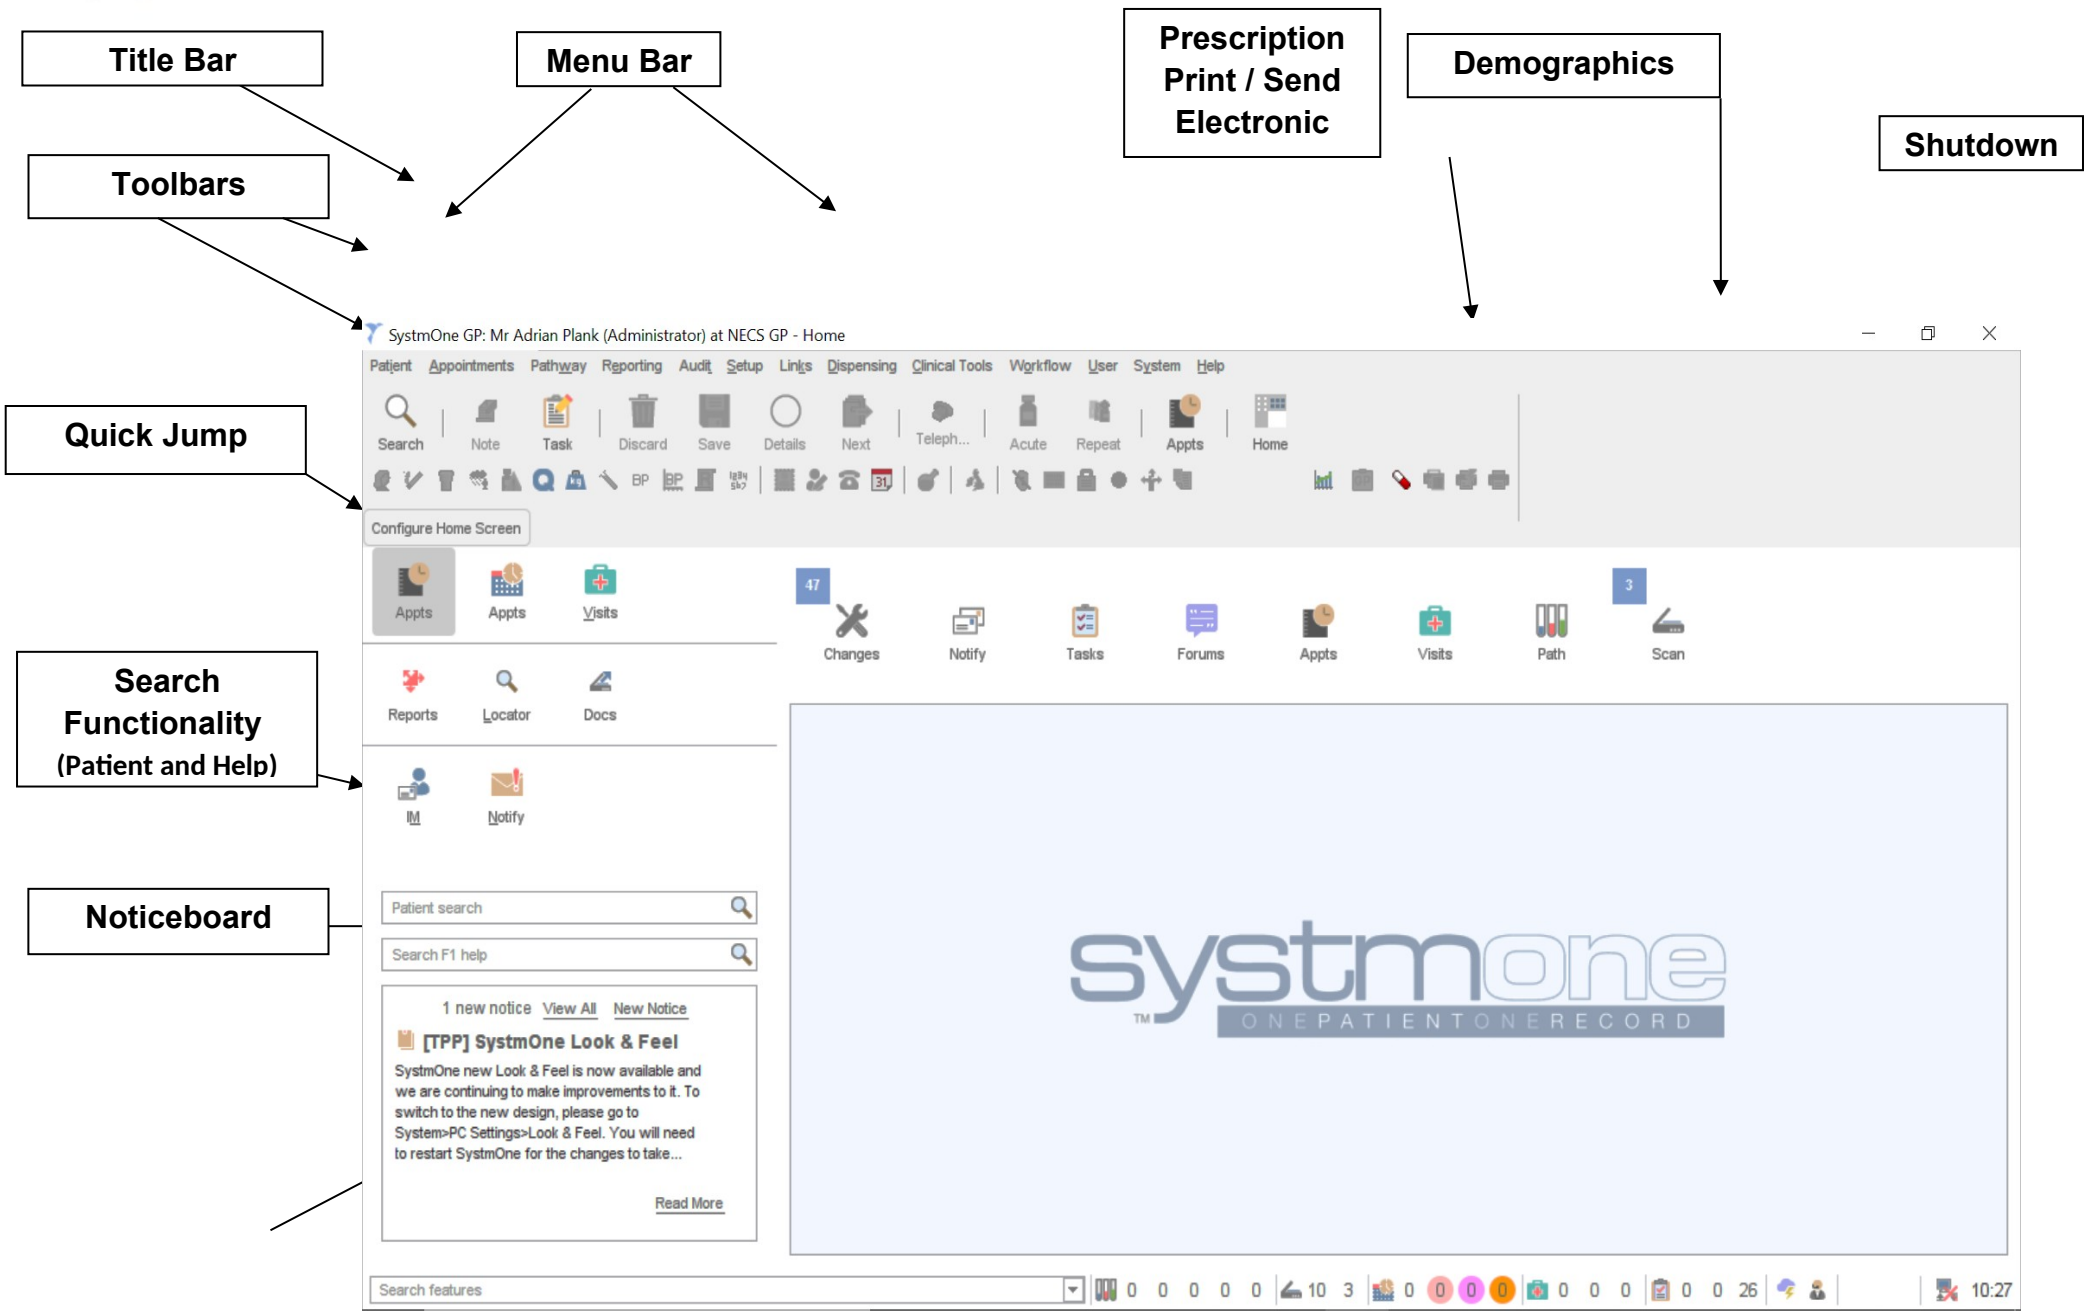 Title Bar
Menu Bar
Prescription
Print / Send
Electronic
Demographics
Shutdown
Toolbars
Quick Jump
Search
Functionality
(Patient and Help)
Noticeboard
SystmOne GP: Mr Adrian Plank (Administrator) at NECS GP - Home
Patient Appointments Pathway Reporting Audit Setup Links Dispensing Clinical Tools Workflow User System Help
Search Note Task Discard Save Details Next Teleph... Acute Repeat Appts Home
BP BP 1234 567 31
Configure Home Screen
Appts Appts Visits
Reports Locator Docs
IM Notify
47 3
Changes Notify Tasks Forums Appts Visits Path Scan
Patient search
Search F1 help
1 new notice View All New Notice
[TPP] SystmOne Look & Feel
SystmOne new Look & Feel is now available and
we are continuing to make improvements to it. To
switch to the new design, please go to
System>PC Settings>Look & Feel. You will need
to restart SystmOne for the changes to take...
Read More
systmone
TM ONEPATIENTONERECORD
Search features
0 0 0 0 0 10 3 0 0 0 0 0 0 0 0 0 26 10:27